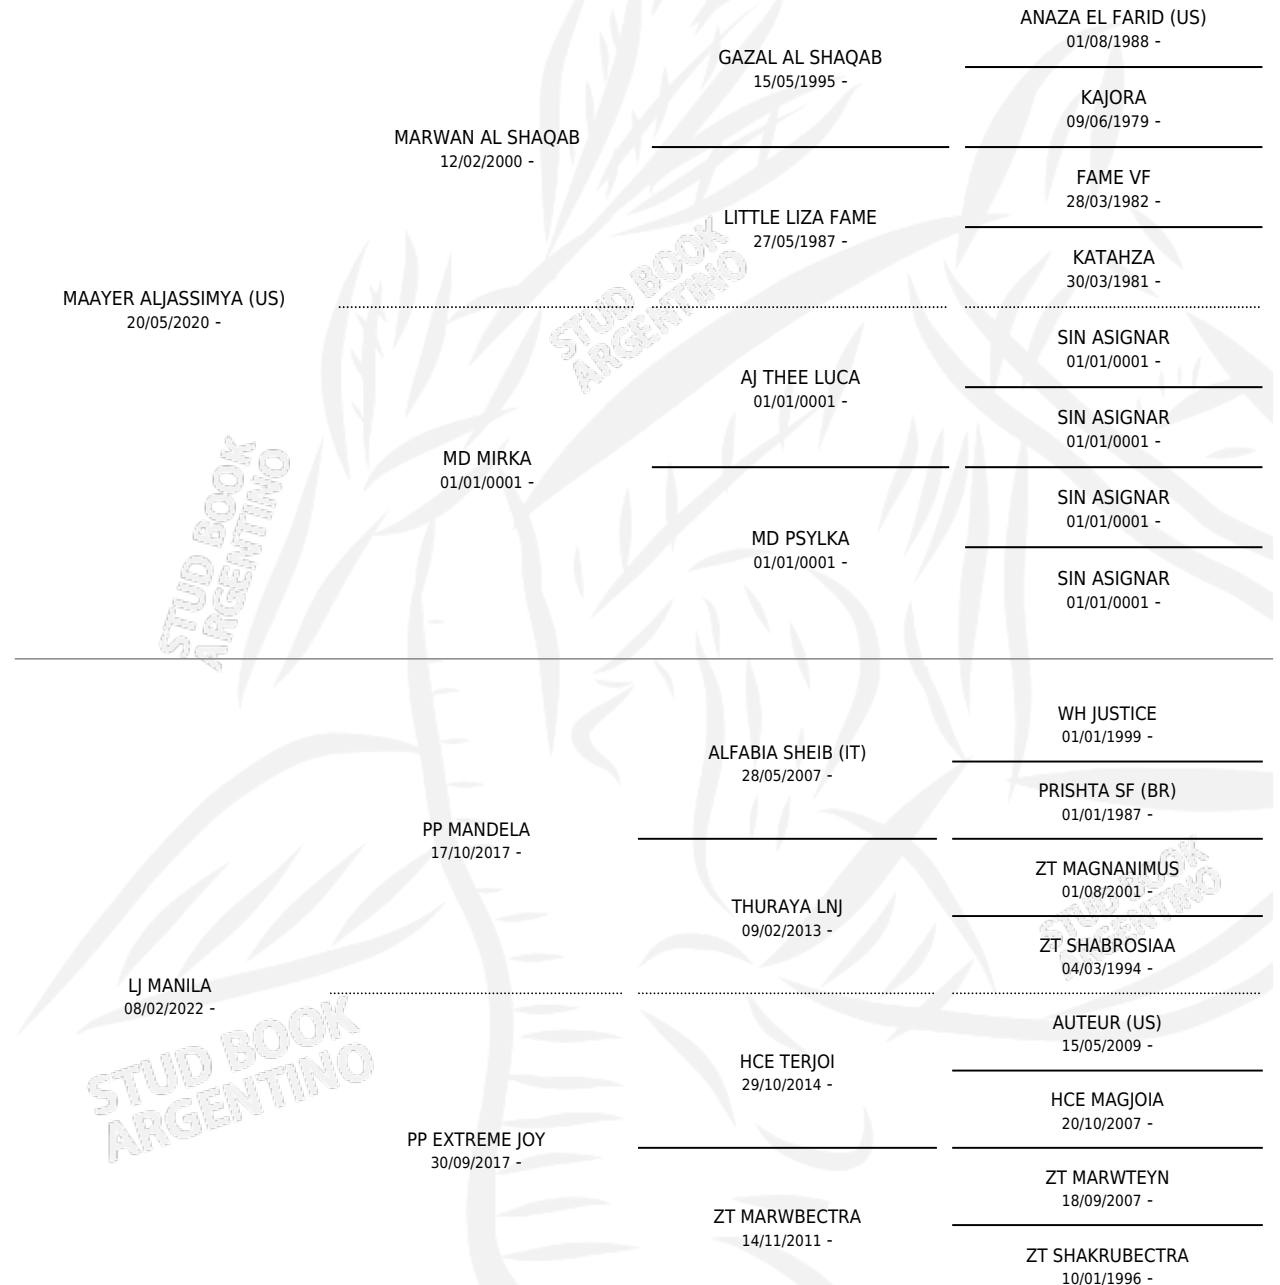 ANAZA EL FARID (US)
01/08/1988 -
GAZAL AL SHAQAB
15/05/1995 -
KAJORA
09/06/1979 -
MARWAN AL SHAQAB
12/02/2000 -
FAME VF
28/03/1982 -
LITTLE LIZA FAME
27/05/1987 -
KATAHZA
30/03/1981 -
MAAYER ALJASSIMYA (US)
20/05/2020 -
SIN ASIGNAR
01/01/0001 -
AJ THEE LUCA
01/01/0001 -
SIN ASIGNAR
01/01/0001 -
MD MIRKA
01/01/0001 -
SIN ASIGNAR
01/01/0001 -
MD PSYLKA
01/01/0001 -
SIN ASIGNAR
01/01/0001 -
STUD BOOK
ARGENTINO
STUD BOOK
ARGENTINO
WH JUSTICE
01/01/1999 -
ALFABIA SHEIB (IT)
28/05/2007 -
PRISHTA SF (BR)
01/01/1987 -
PP MANDELA
17/10/2017 -
ZT MAGNANIMUS
01/08/2001 -
THURAYA LNJ
09/02/2013 -
ZT SHABROSIAA
04/03/1994 -
LJ MANILA
08/02/2022 -
AUTEUR (US)
15/05/2009 -
HCE TERJOI
29/10/2014 -
HCE MAGJOIA
20/10/2007 -
PP EXTREME JOY
30/09/2017 -
ZT MARWTEYN
18/09/2007 -
ZT MARWBECTRA
14/11/2011 -
ZT SHAKRUBECTRA
10/01/1996 -
STUD BOOK
ARGENTINO
STUD BOOK
ARGENTINO